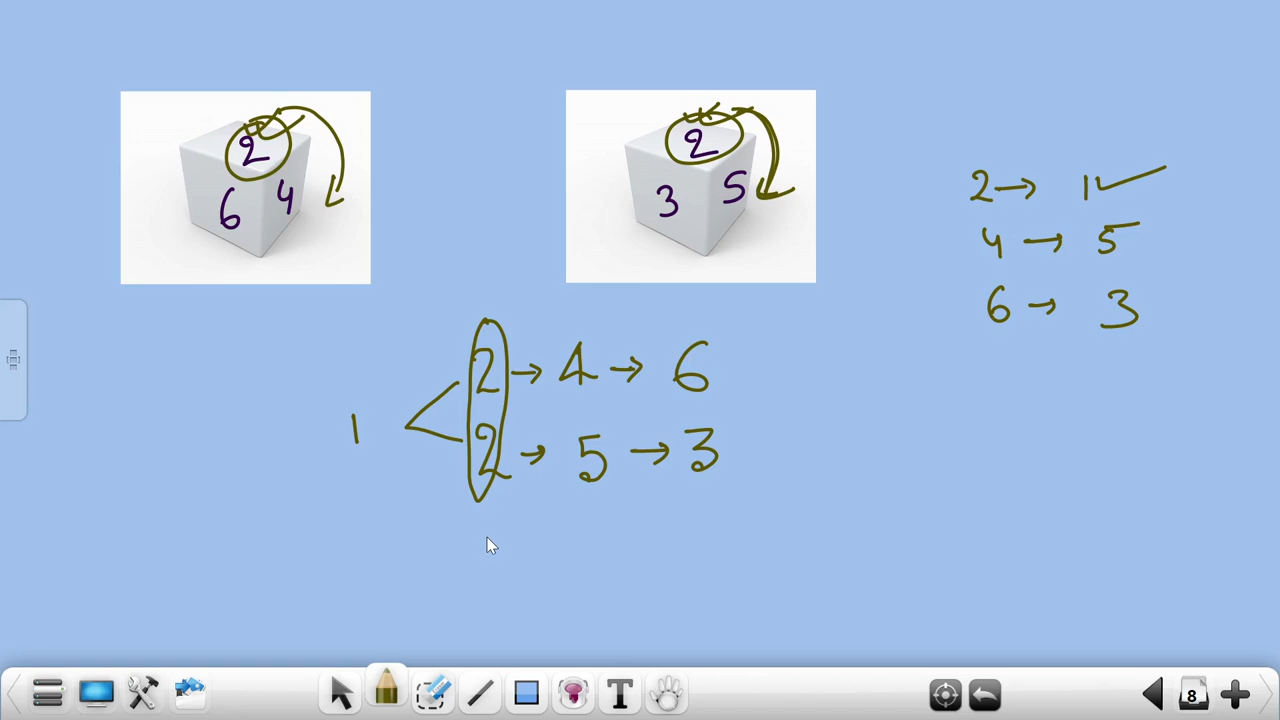 2
6 4
2
3 5
2 → 1 ✓
4 → 5
6 → 3
2 → 4 → 6
1
2 → 5 → 3
T
8